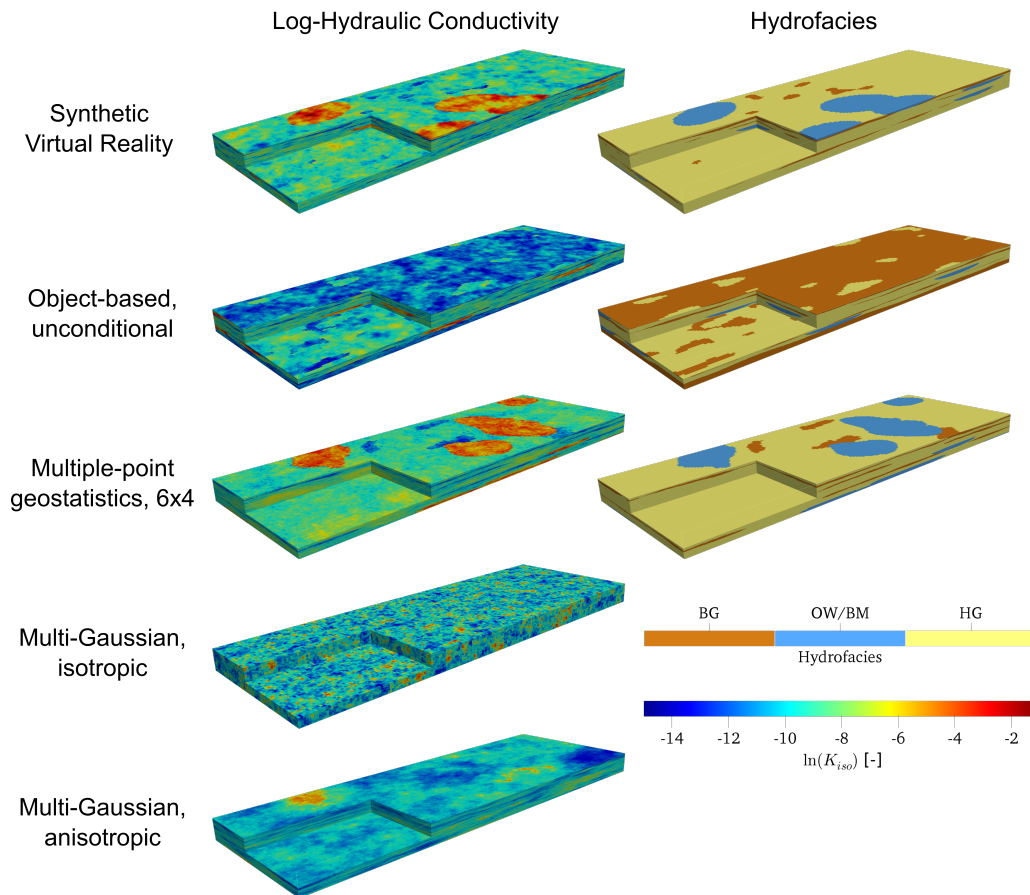 Log-Hydraulic Conductivity
Hydrofacies
Synthetic
Virtual Reality
Object-based,
unconditional
Multiple-point
geostatistics, 6x4
Multi-Gaussian,
isotropic
BG OW/BM HG
Hydrofacies
-14 -12 -10 -8 -6 -4 -2
ln(K_iso) [-]
Multi-Gaussian,
anisotropic